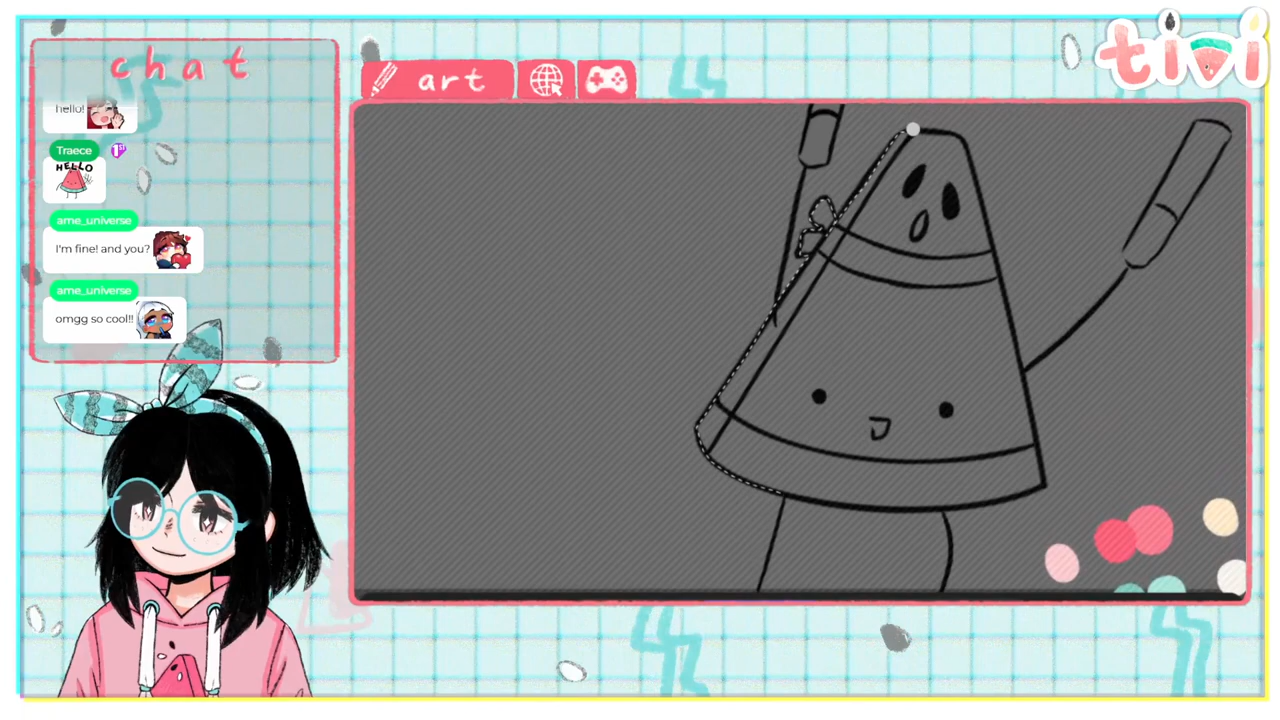 chat
hello!
Traece
HELLO
ame_universe
I'm fine! and you?
ame_universe
omgg so cool!!
art
tivi